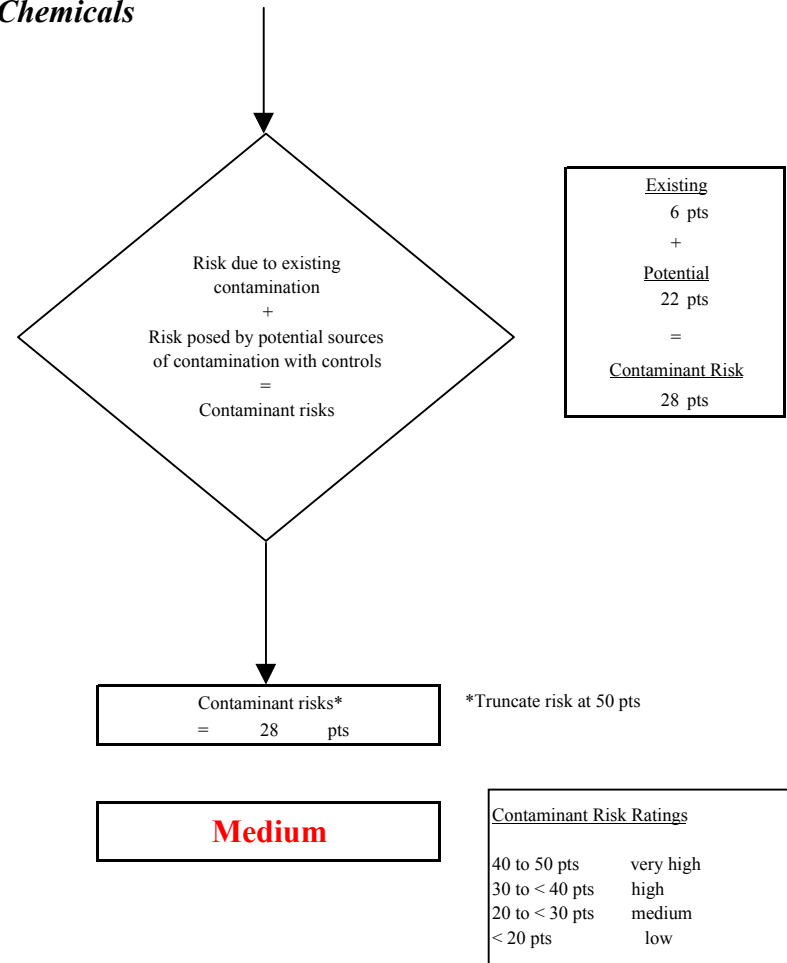 Chemicals
Risk due to existing
contamination
+
Risk posed by potential sources
of contamination with controls
=
Contaminant risks
Existing
6 pts
+
Potential
22 pts
=
Contaminant Risk
28 pts
Contaminant risks*
= 28 pts
*Truncate risk at 50 pts
Medium
Contaminant Risk Ratings
40 to 50 pts very high
30 to < 40 pts high
20 to < 30 pts medium
< 20 pts low